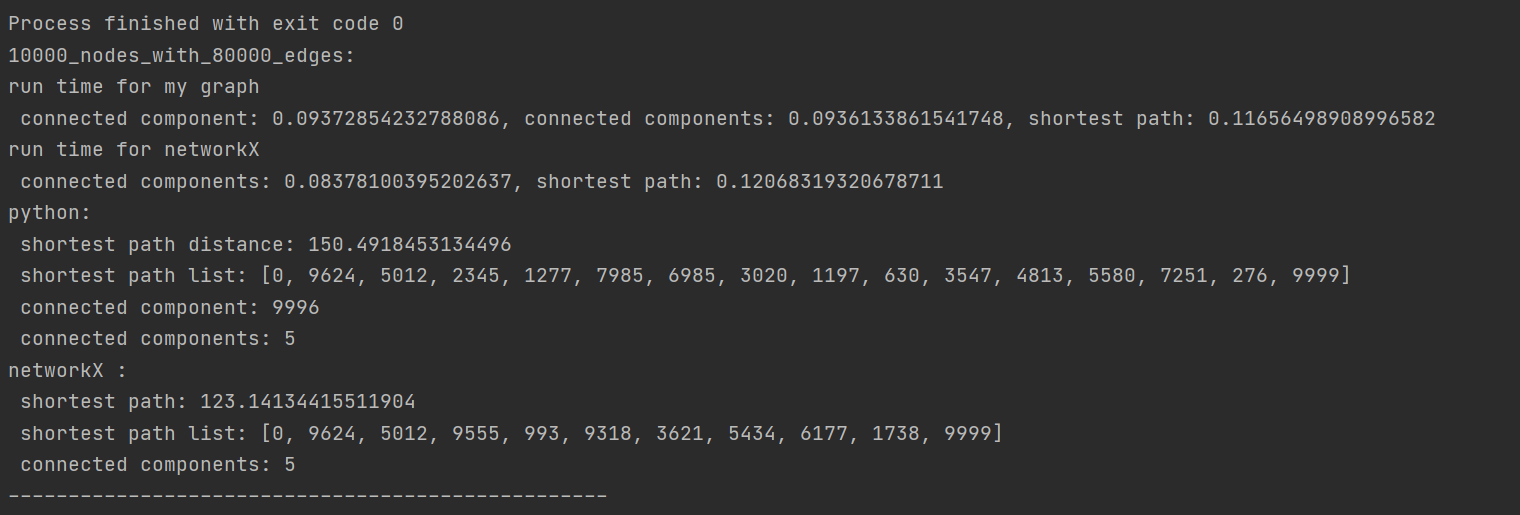 Process finished with exit code 0
10000_nodes_with_80000_edges:
run time for my graph
 connected component: 0.09372854232788086, connected components: 0.0936133861541748, shortest path: 0.11656498908996582
run time for networkX
 connected components: 0.08378100395202637, shortest path: 0.12068319320678711
python:
 shortest path distance: 150.4918453134496
 shortest path list: [0, 9624, 5012, 2345, 1277, 7985, 6985, 3020, 1197, 630, 3547, 4813, 5580, 7251, 276, 9999]
 connected component: 9996
 connected components: 5
networkX :
 shortest path: 123.14134415511904
 shortest path list: [0, 9624, 5012, 9555, 993, 9318, 3621, 5434, 6177, 1738, 9999]
 connected components: 5
--------------------------------------------------